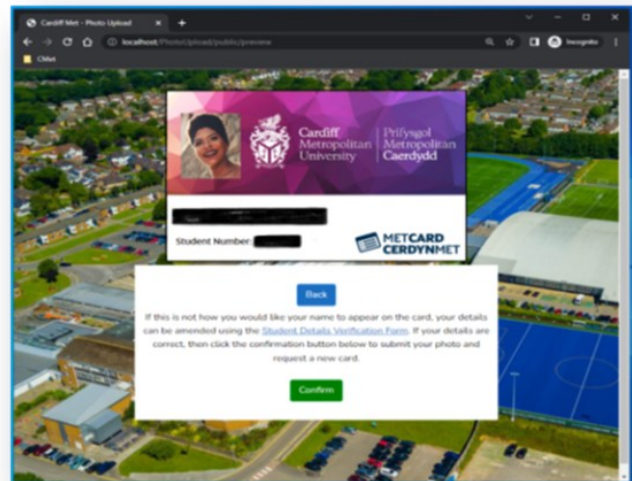 Cardiff Met - Photo Upload
localhost/PhotoUpload/public/preview
Incognito
CMet
Cardiff
Metropolitan
University
Prifysgol
Metropolitan
Caerdydd
Student Number:
METCARD
CERDYNMET
Back
If this is not how you would like your name to appear on the card, your details
can be amended using the Student Details Verification Form. If your details are
correct, then click the confirmation button below to submit your photo and
request a new card.
Confirm